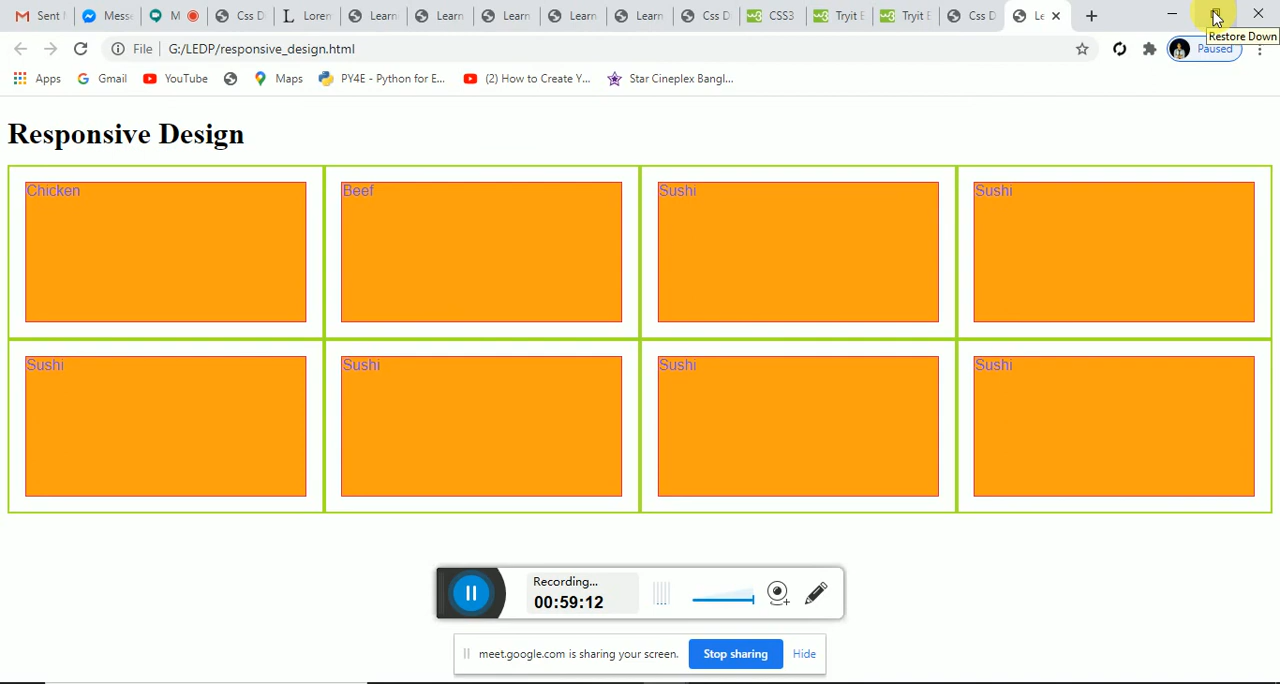 Sent
Mess
M
Css D
Loren
Learn
Learn
Learn
Learn
Learn
Css D
CSS3
Tryit E
Tryit E
Css D
Le
Restore Down
File
G:/LEDP/responsive_design.html
Paused
Apps
Gmail
YouTube
Maps
PY4E - Python for E...
(2) How to Create Y...
Star Cineplex Bangl...
Responsive Design
Chicken
Beef
Sushi
Sushi
Sushi
Sushi
Sushi
Sushi
Recording...
00:59:12
meet.google.com is sharing your screen.
Stop sharing
Hide